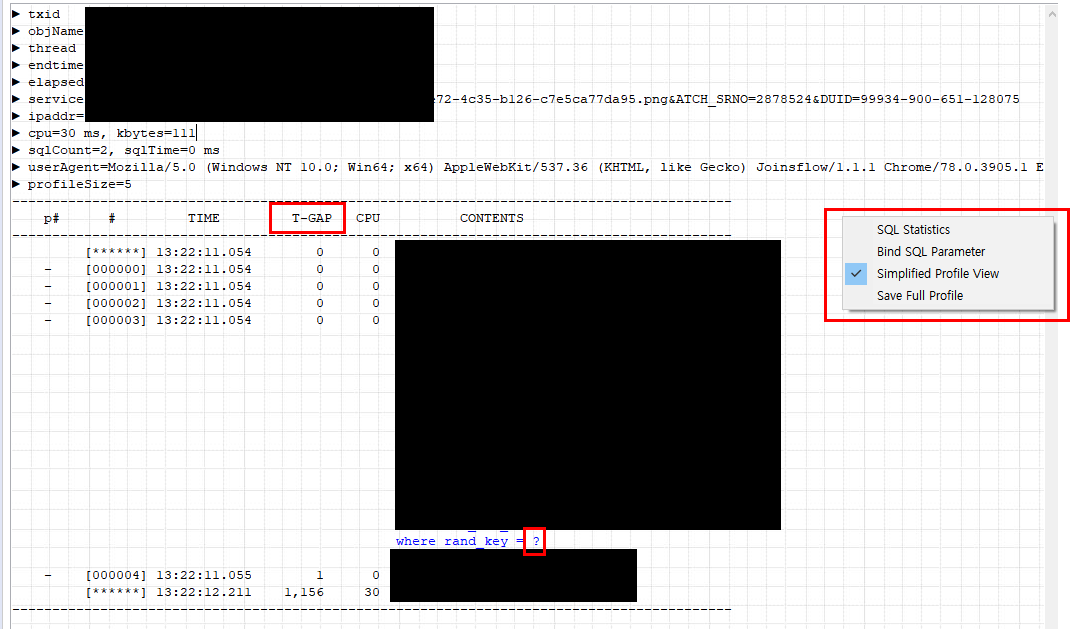 ▶ txid
▶ objName
▶ thread
▶ endtime
▶ elapsed
▶ service 72-4c35-b126-c7e5ca77da95.png&ATCH_SRNO=2878524&DUID=99934-900-651-128075
▶ ipaddr=
▶ cpu=30 ms, kbytes=111
▶ sqlCount=2, sqlTime=0 ms
▶ userAgent=Mozilla/5.0 (Windows NT 10.0; Win64; x64) AppleWebKit/537.36 (KHTML, like Gecko) Joinsflow/1.1.1 Chrome/78.0.3905.1 E
▶ profileSize=5
------------------------------------------------------------------------------------------
p# # TIME T-GAP CPU CONTENTS
------------------------------------------------------------------------------------------
[******] 13:22:11.054 0 0
- [000000] 13:22:11.054 0 0
- [000001] 13:22:11.054 0 0
- [000002] 13:22:11.054 0 0
- [000003] 13:22:11.054 0 0
where rand_key = ?
- [000004] 13:22:11.055 1 0
[******] 13:22:12.211 1,156 30
------------------------------------------------------------------------------------------
SQL Statistics
Bind SQL Parameter
✓ Simplified Profile View
Save Full Profile